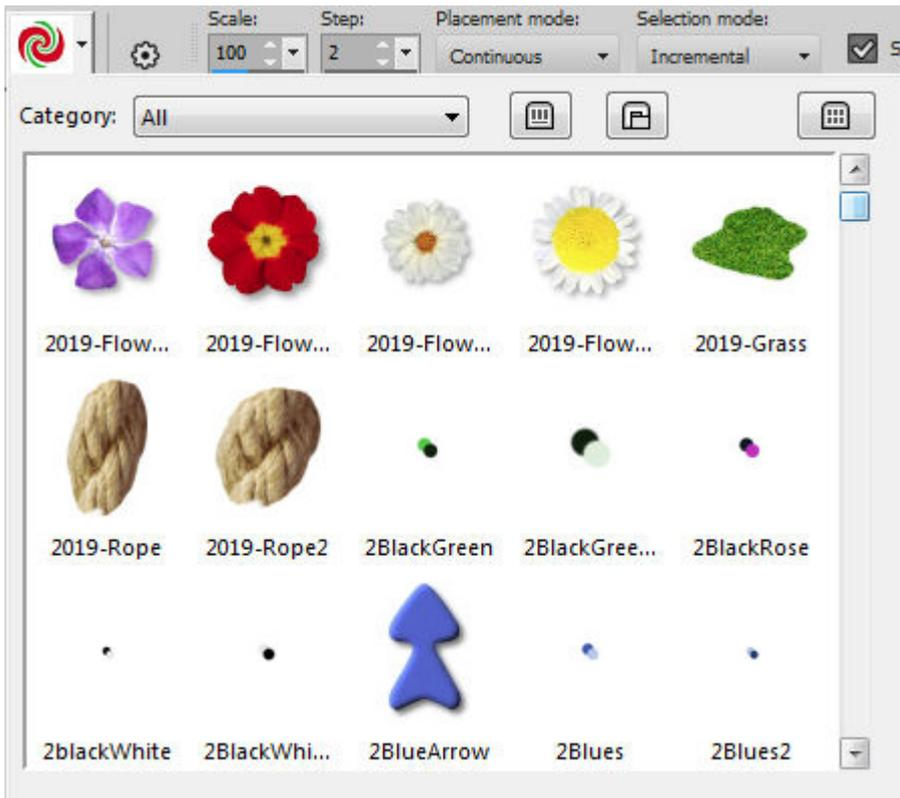 Scale: Step: Placement mode: Selection mode:
100 2 Continuous Incremental S
Category: All
2019-Flow... 2019-Flow... 2019-Flow... 2019-Flow... 2019-Grass
2019-Rope 2019-Rope2 2BlackGreen 2BlackGree... 2BlackRose
2blackWhite 2BlackWhi... 2BlueArrow 2Blues 2Blues2